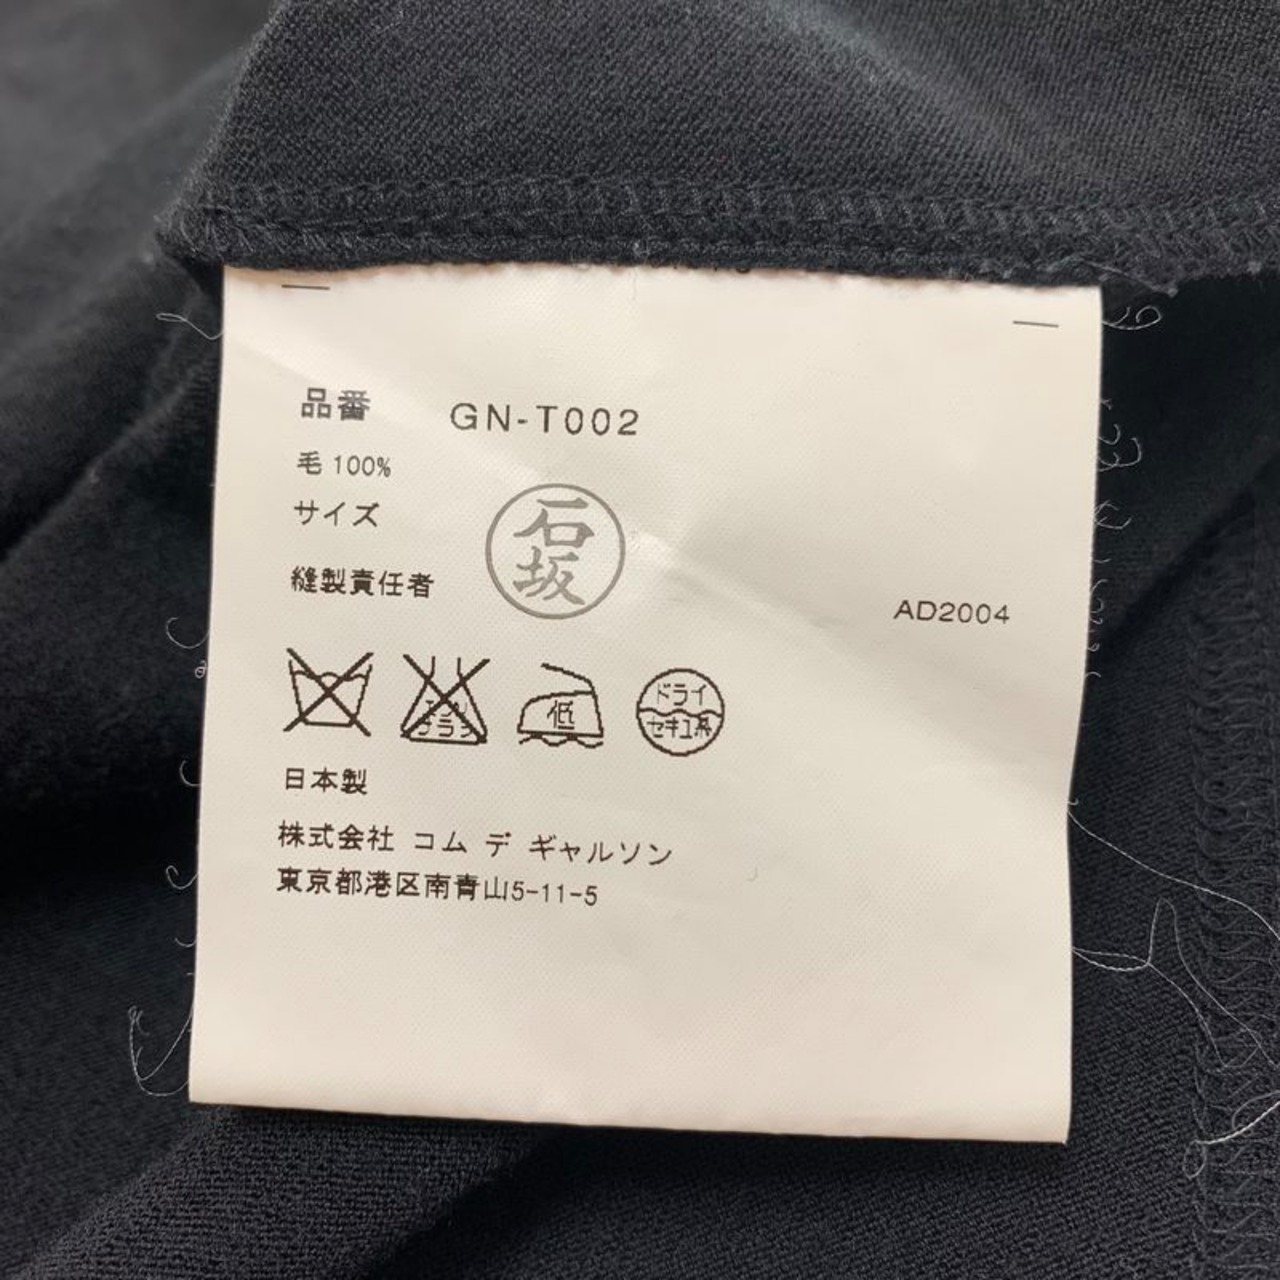 品番 GN-T002
毛 100%
サイズ
縫製責任者 石坂
AD2004
低
ドライ
セキユ系
日本製
株式会社 コム デ ギャルソン
東京都港区南青山5-11-5